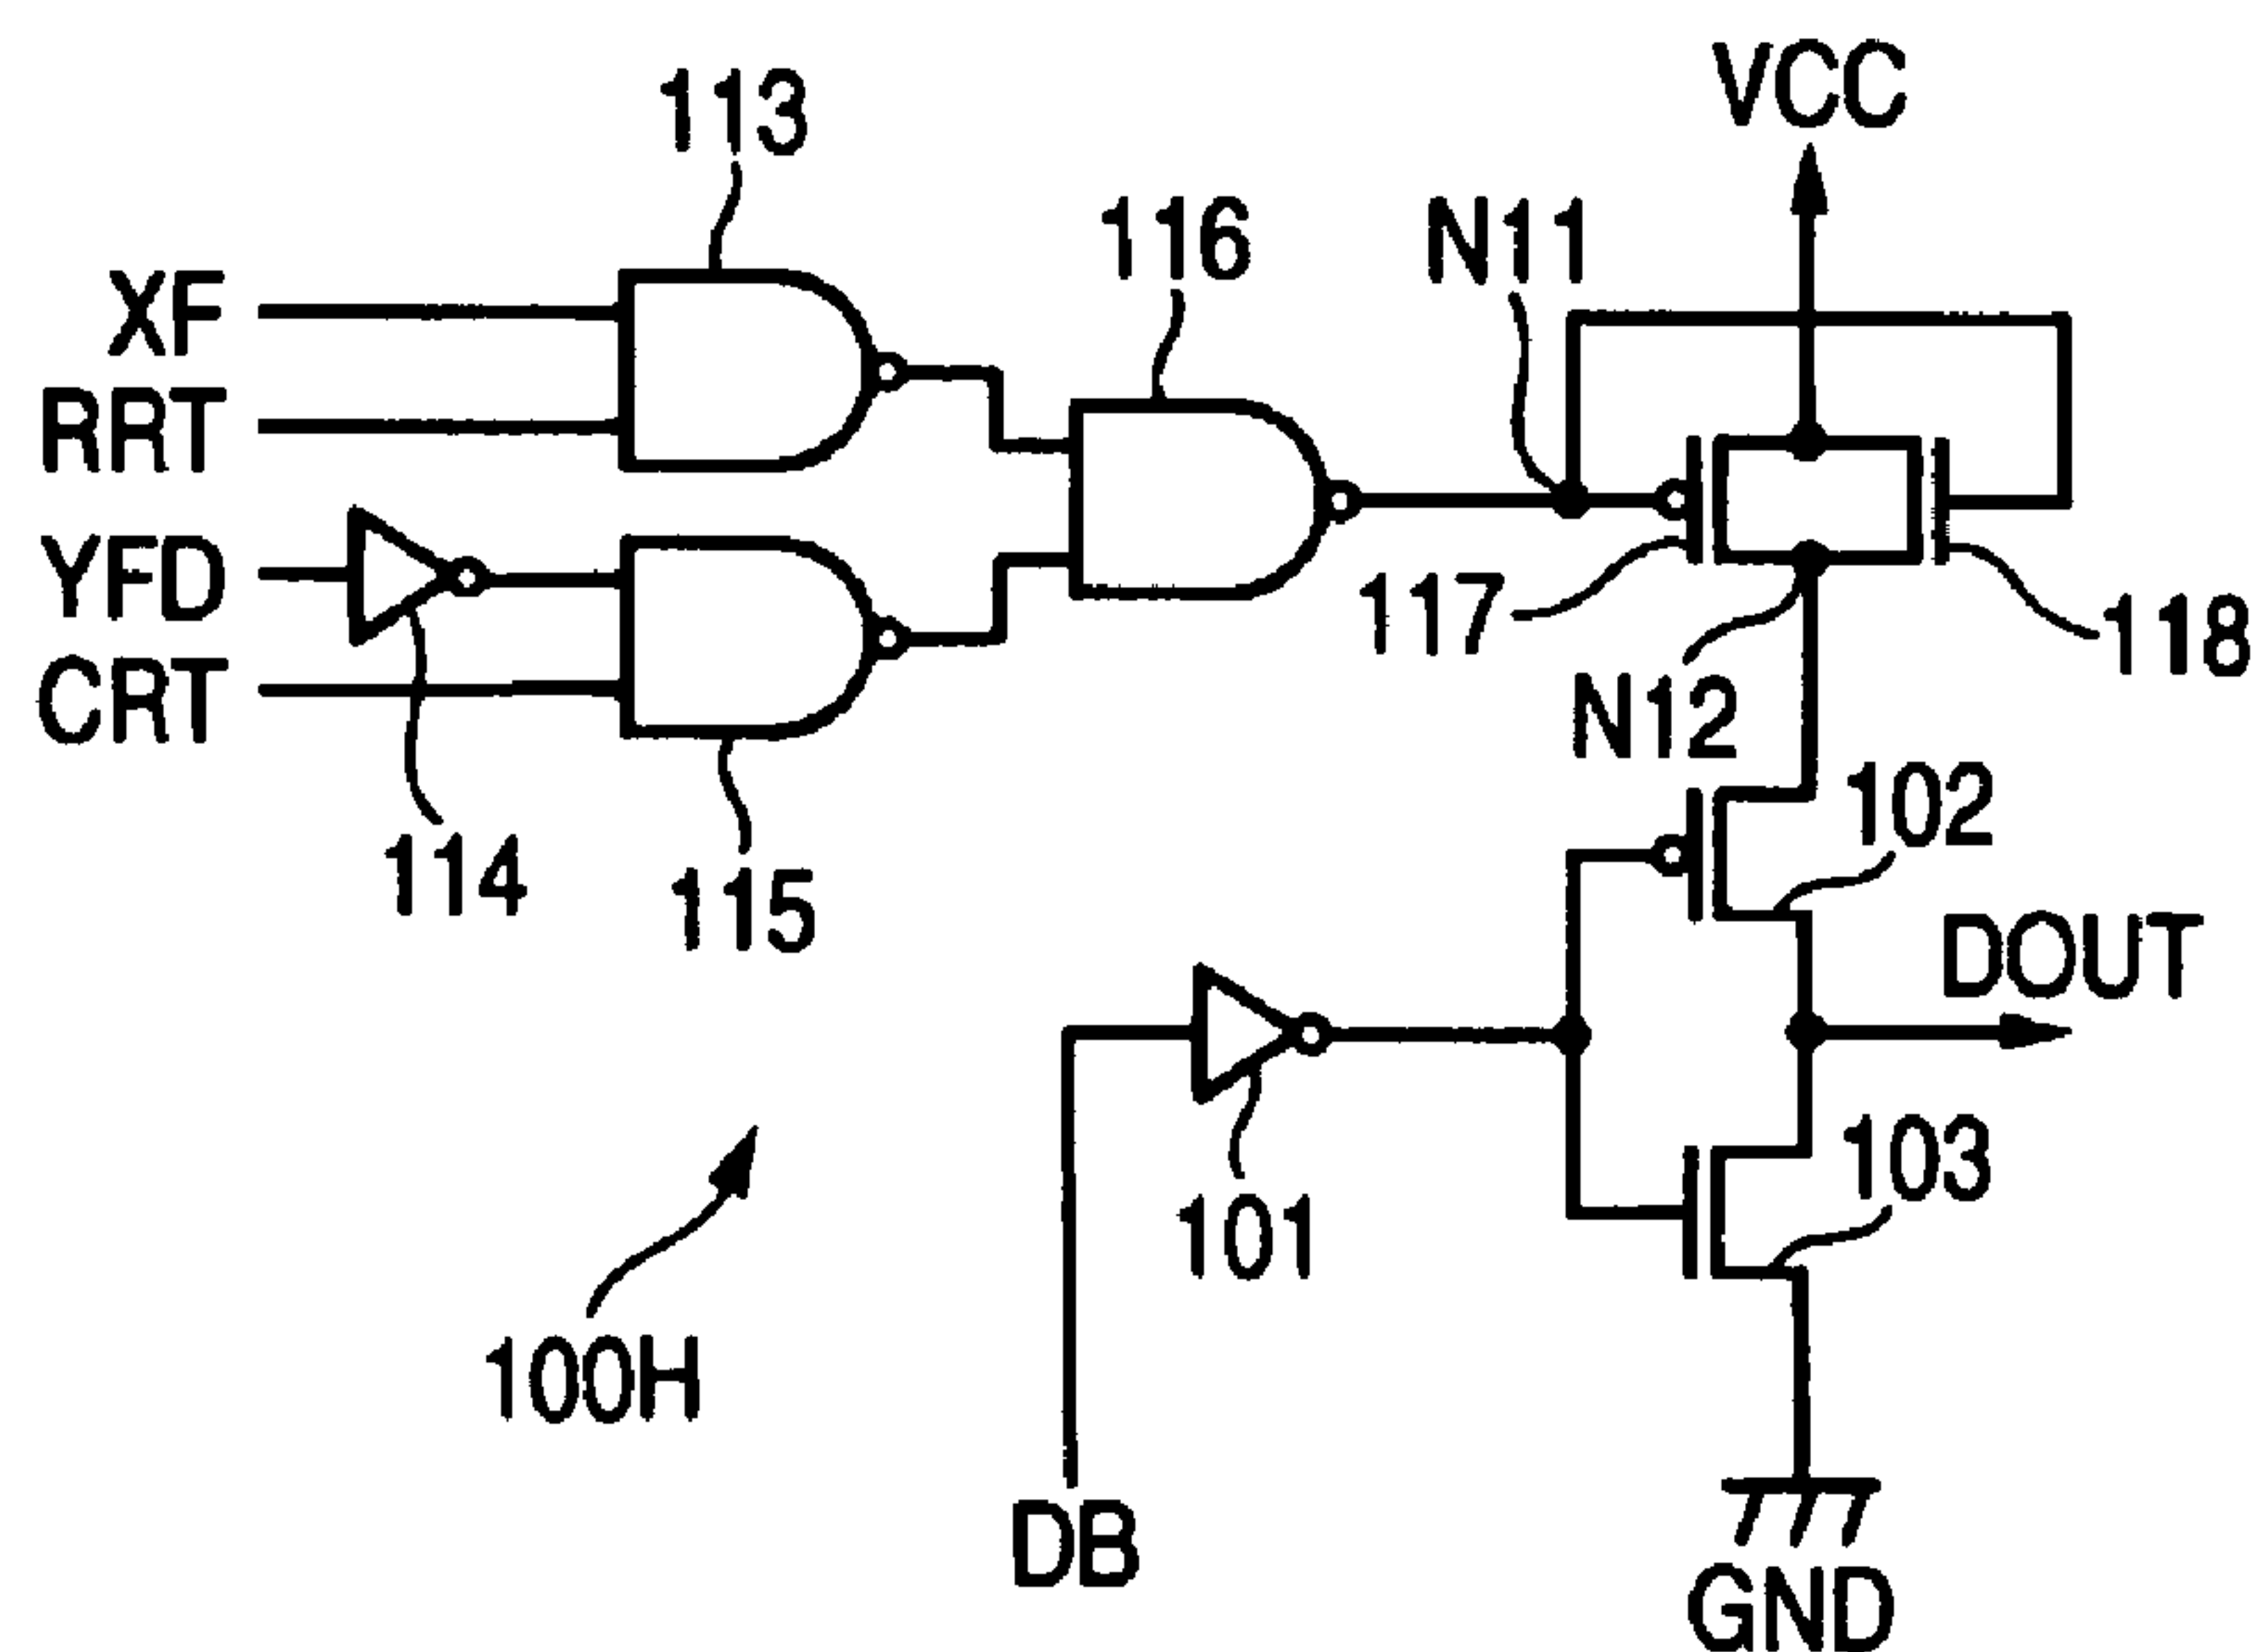 VCC
113
116
N11
XF
RRT
YFD
CRT
117
118
N12
102
114
115
DOUT
101
103
100H
DB
GND